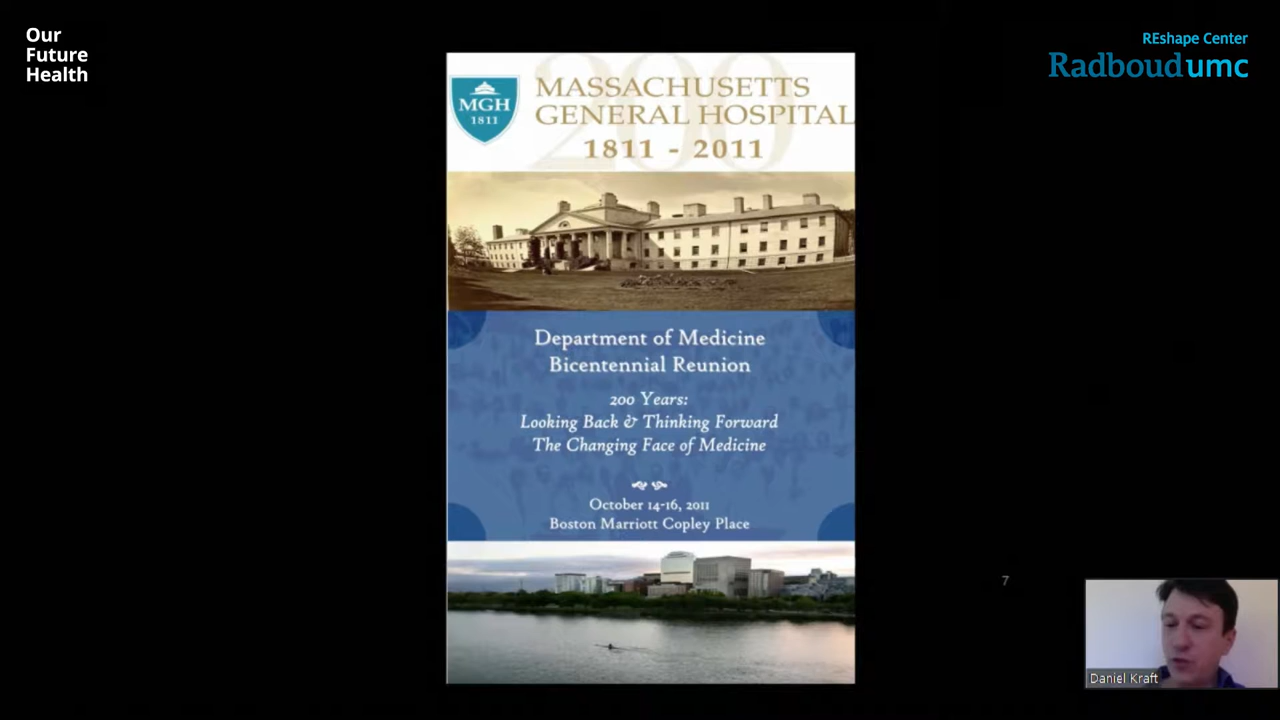 Our
Future
Health
REshape Center
Radboudumc
MGH
1811
200
MASSACHUSETTS
GENERAL HOSPITAL
1811 - 2011
Department of Medicine
Bicentennial Reunion
200 Years:
Looking Back & Thinking Forward
The Changing Face of Medicine
October 14-16, 2011
Boston Marriott Copley Place
7
Daniel Kraft